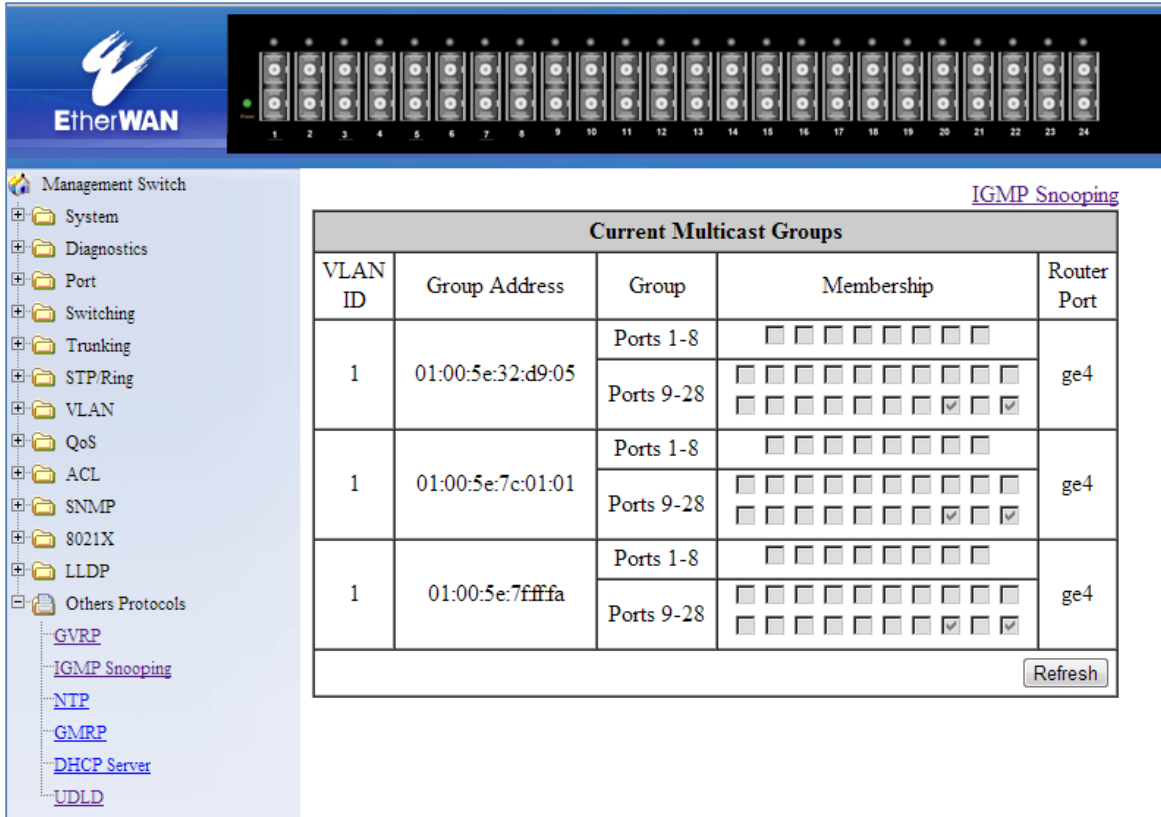 EtherWAN
Power
1 2 3 4 5 6 7 8 9 10 11 12 13 14 15 16 17 18 19 20 21 22 23 24
Management Switch
System
Diagnostics
Port
Switching
Trunking
STP/Ring
VLAN
QoS
ACL
SNMP
8021X
LLDP
Others Protocols
GVRP
IGMP Snooping
NTP
GMRP
DHCP Server
UDLD
IGMP Snooping
Current Multicast Groups
VLAN ID Group Address Group Membership Router Port
1 01:00:5e:32:d9:05 Ports 1-8 ge4
Ports 9-28
1 01:00:5e:7c:01:01 Ports 1-8 ge4
Ports 9-28
1 01:00:5e:7f:ff:fa Ports 1-8 ge4
Ports 9-28
Refresh